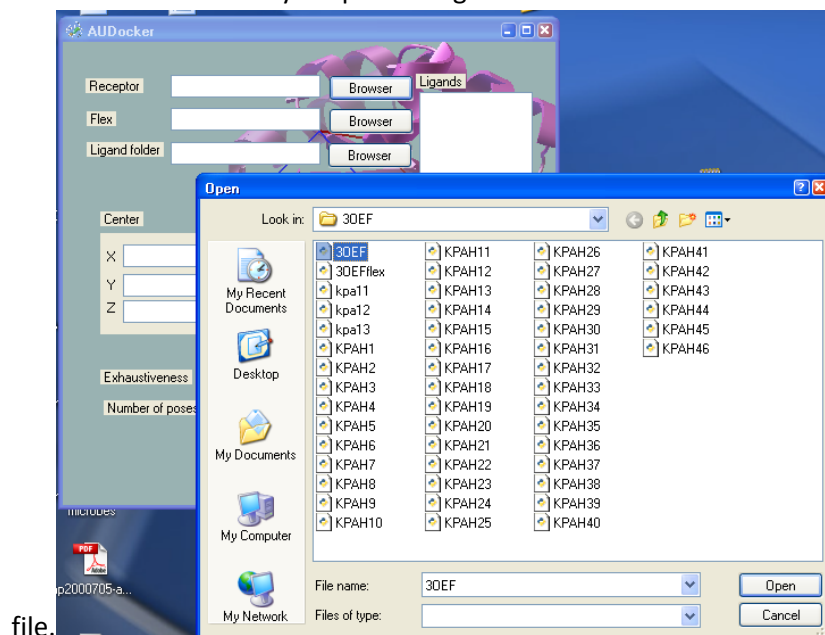 AUDocker
Receptor
Browser
Ligands
Flex
Browser
Ligand folder
Browser
Open
Look in:
3OEF
Center
X
Y
Z
Exhaustiveness
Number of poses
My Recent
Documents
Desktop
My Documents
My Computer
My Network
3OEF
3OEFflex
kpa11
kpa12
kpa13
KPAH1
KPAH2
KPAH3
KPAH4
KPAH5
KPAH6
KPAH7
KPAH8
KPAH9
KPAH10
KPAH11
KPAH12
KPAH13
KPAH14
KPAH15
KPAH16
KPAH17
KPAH18
KPAH19
KPAH20
KPAH21
KPAH22
KPAH23
KPAH24
KPAH25
KPAH26
KPAH27
KPAH28
KPAH29
KPAH30
KPAH31
KPAH32
KPAH33
KPAH34
KPAH35
KPAH36
KPAH37
KPAH38
KPAH39
KPAH40
KPAH41
KPAH42
KPAH43
KPAH44
KPAH45
KPAH46
File name:
3OEF
Open
Files of type:
Cancel
microbes
PDF
Adobe
p2000705-a...
file.